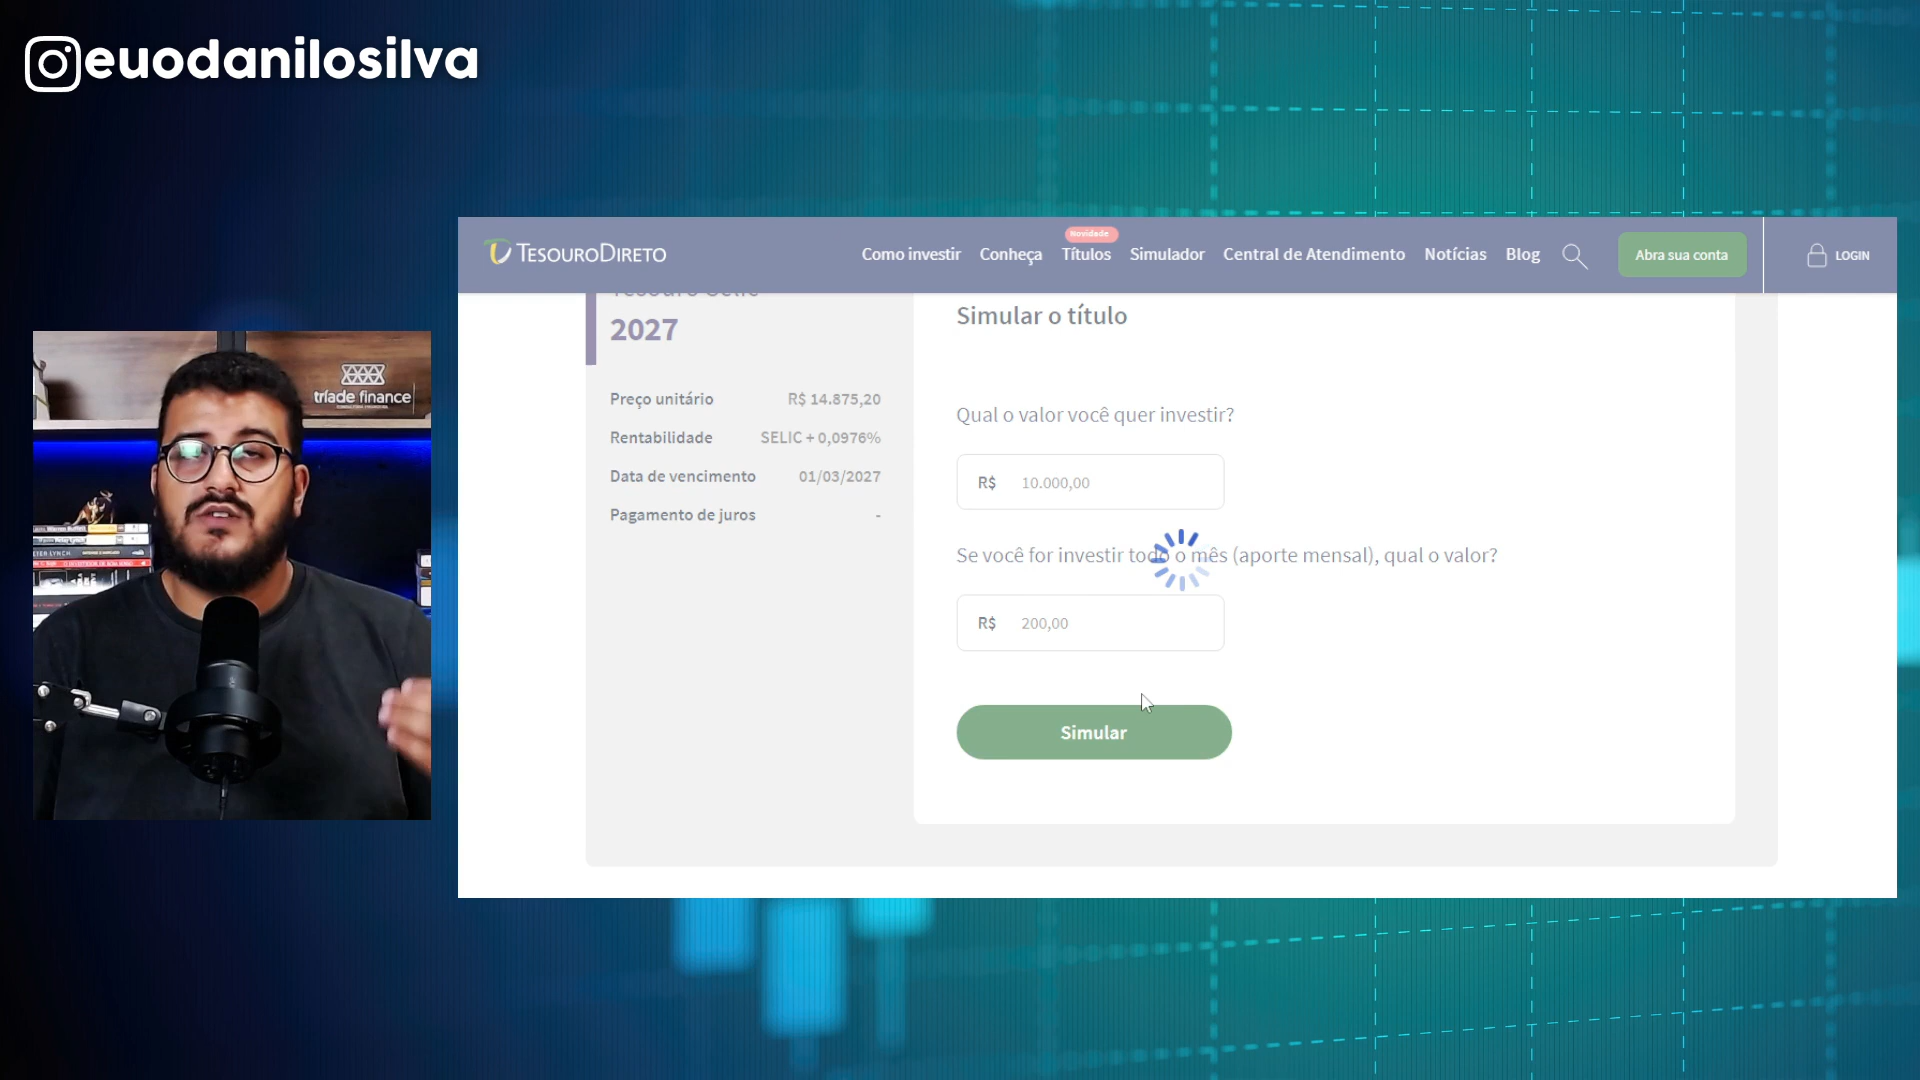 euodanilosilva
TESOURODIRETO
Como investir
Conheça
Novidade
Títulos
Simulador
Central de Atendimento
Notícias
Blog
Abra sua conta
LOGIN
Tesouro Selic
2027
Preço unitário R$ 14.875,20
Rentabilidade SELIC + 0,0976%
Data de vencimento 01/03/2027
Pagamento de juros -
Simular o título
Qual o valor você quer investir?
R$ 10.000,00
Se você for investir todo o mês (aporte mensal), qual o valor?
R$ 200,00
Simular
tríade finance